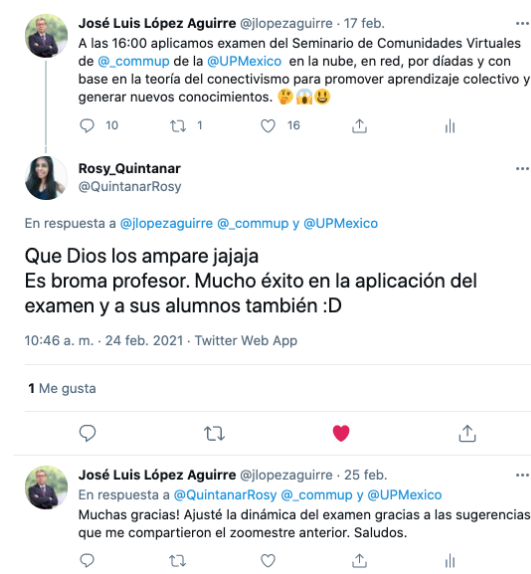 José Luis López Aguirre @jlopezaguirre · 17 feb.
A las 16:00 aplicamos examen del Seminario de Comunidades Virtuales
de @_commup de la @UPMexico en la nube, en red, por díadas y con
base en la teoría del conectivismo para promover aprendizaje colectivo y
generar nuevos conocimientos. 🤔😱😃
10 1 16
Rosy_Quintanar
@QuintanarRosy
En respuesta a @jlopezaguirre @_commup y @UPMexico
Que Dios los ampare jajaja
Es broma profesor. Mucho éxito en la aplicación del
examen y a sus alumnos también :D
10:46 a. m. · 24 feb. 2021 · Twitter Web App
1 Me gusta
José Luis López Aguirre @jlopezaguirre · 25 feb.
En respuesta a @QuintanarRosy @_commup y @UPMexico
Muchas gracias! Ajusté la dinámica del examen gracias a las sugerencias
que me compartieron el zoomestre anterior. Saludos.